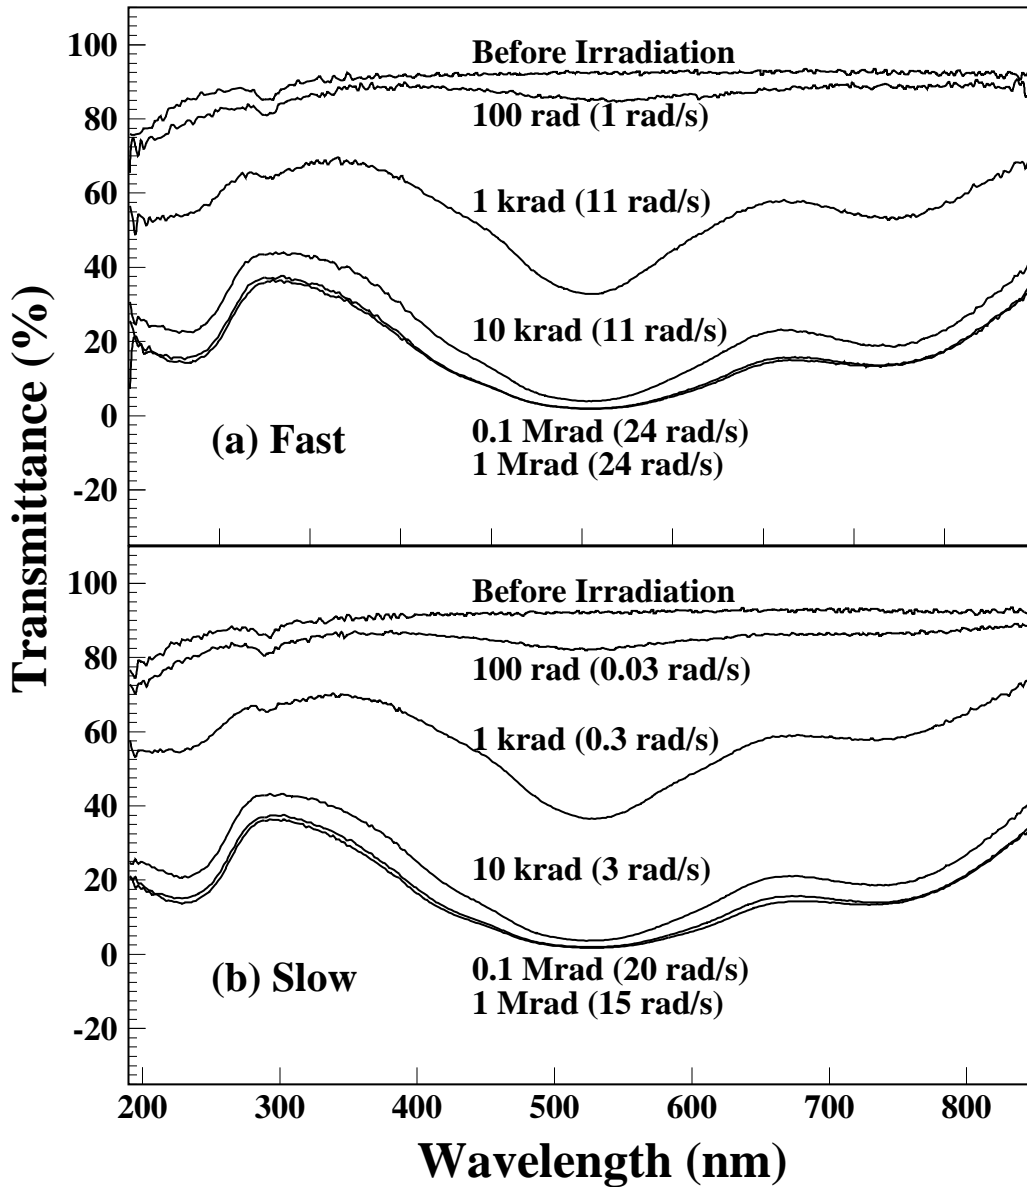 Transmittance (%)
100
80
60
40
20
0
-20
Before Irradiation
100 rad (1 rad/s)
1 krad (11 rad/s)
10 krad (11 rad/s)
0.1 Mrad (24 rad/s)
1 Mrad (24 rad/s)
(a) Fast
100
80
60
40
20
0
-20
Before Irradiation
100 rad (0.03 rad/s)
1 krad (0.3 rad/s)
10 krad (3 rad/s)
0.1 Mrad (20 rad/s)
1 Mrad (15 rad/s)
(b) Slow
200 300 400 500 600 700 800
Wavelength (nm)